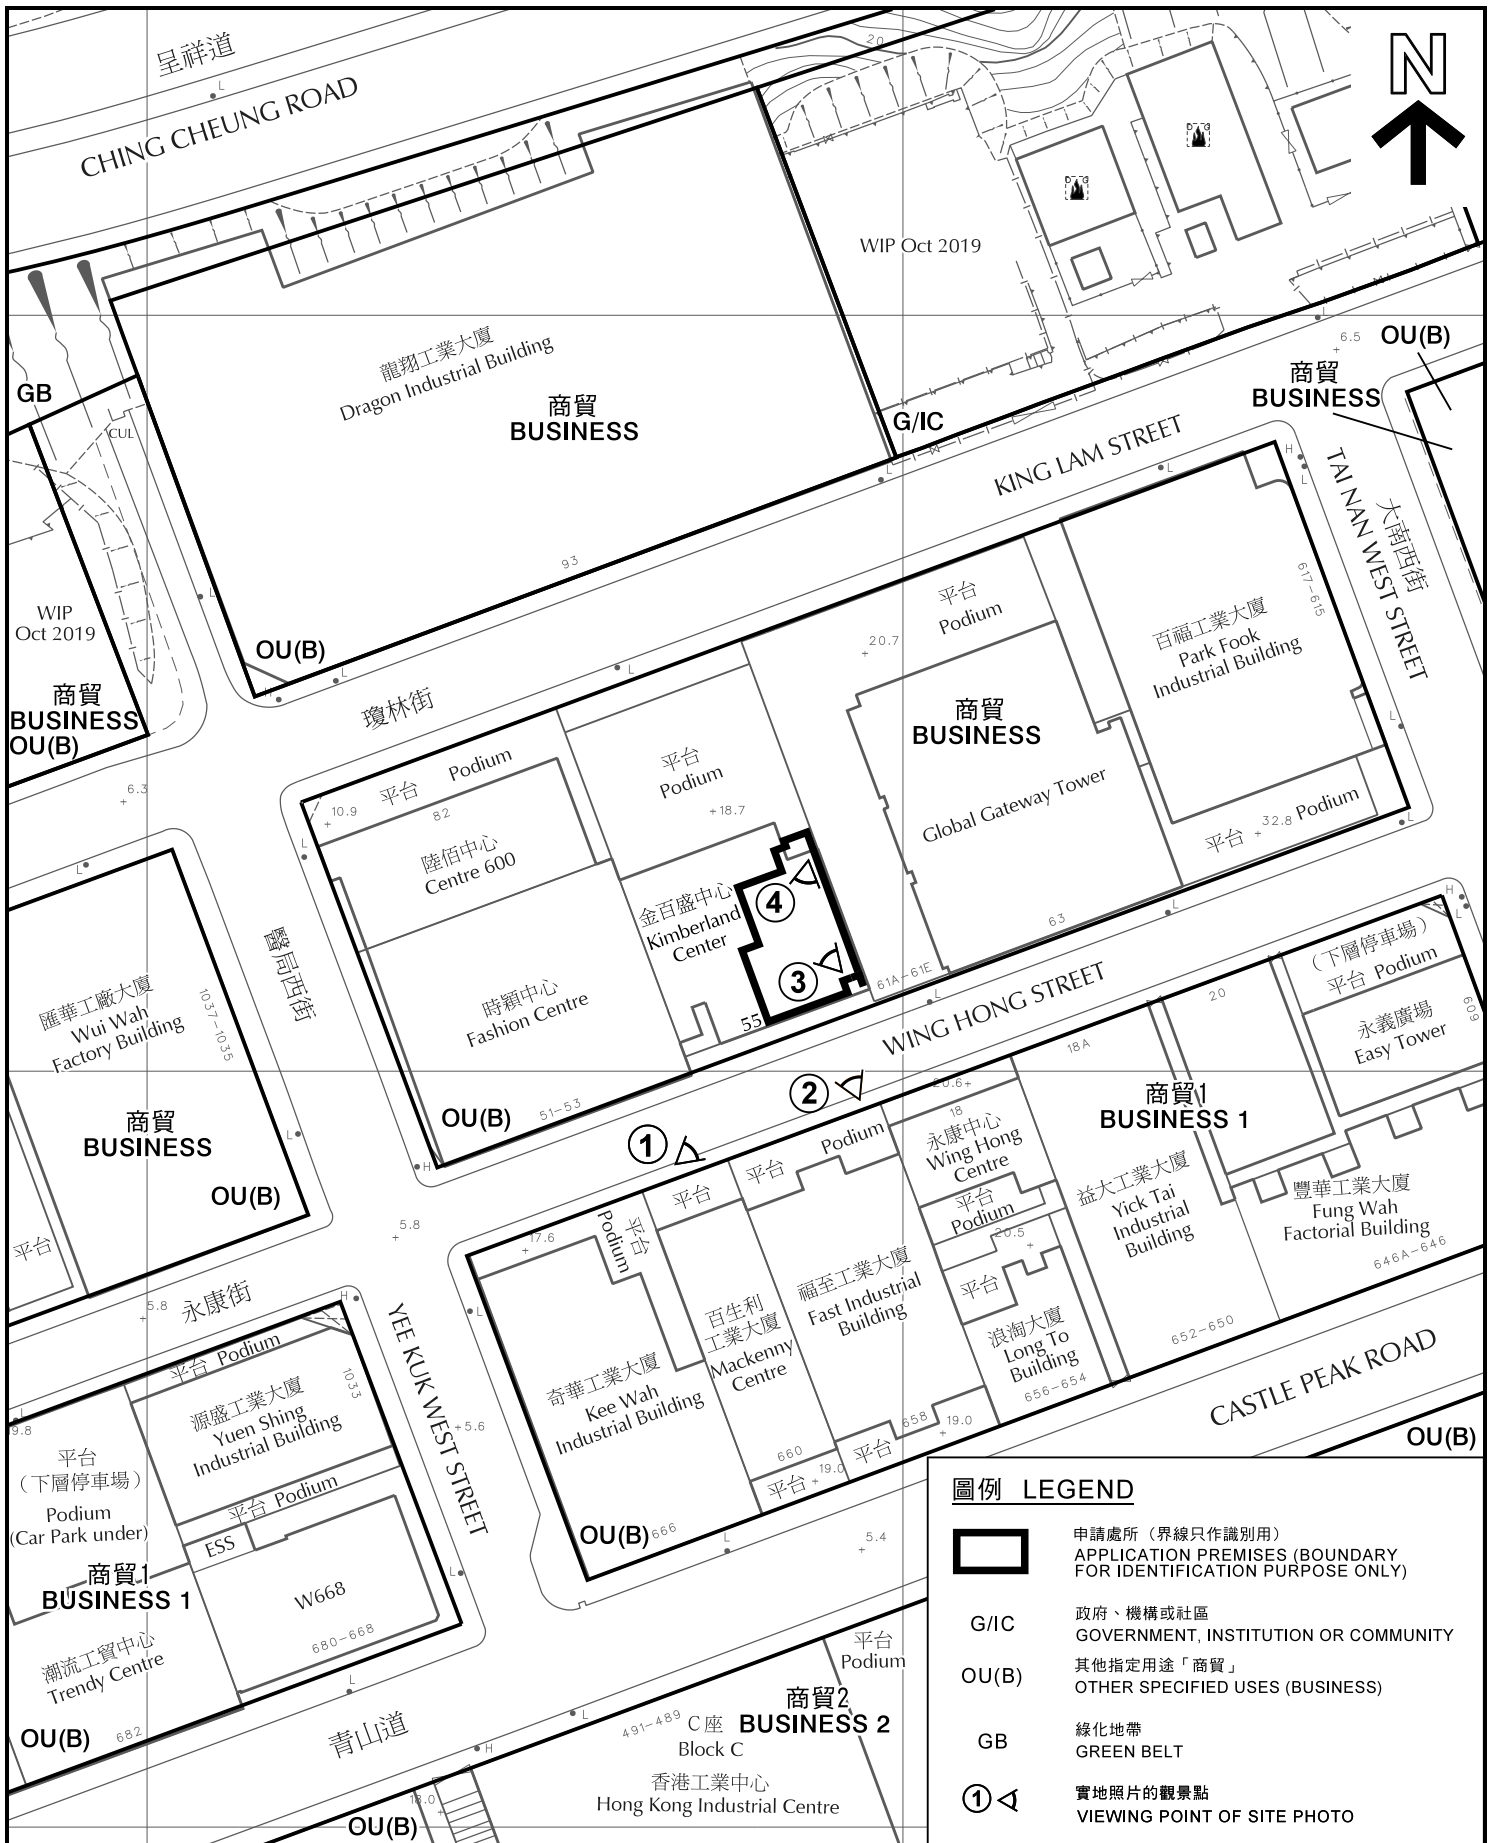 呈祥道
CHING CHEUNG ROAD
L
20
N
WIP Oct 2019
龍翔工業大廈
Dragon Industrial Building
商貿
BUSINESS
GB
CUL
G/IC
L
6.5
OU(B)
商貿
BUSINESS
KING LAM STREET
L
H
L
TAI NAN WEST STREET
大南西街
93
WIP
Oct 2019
L
OU(B)
商貿
BUSINESS
OU(B)
H
L
L
瓊林街
平台
Podium
20.7
百福工業大廈
Park Fook
Industrial Building
617-615
商貿
BUSINESS
L
平台
Podium
平台
Podium
+18.7
Global Gateway Tower
6.3
10.9
82
陸佰中心
Centre 600
L
32.8
平台
Podium
L
金百盛中心
Kimberland
Center
4
3
61A-61E
63
L
55
時穎中心
Fashion Centre
51-53
OU(B)
H
醫局西街
L
匯華工廠大廈
Wui Wah
Factory Building
1037-1035
商貿
BUSINESS
L
OU(B)
平台
WING HONG STREET
2
1
H
L
(下層停車場)
平台 Podium
609
永義廣場
Easy Tower
20
18A
20.6+
18
永康中心
Wing Hong
Centre
商貿1
BUSINESS 1
平台
Podium
平台
Podium
20.5
平台
益大工業大廈
Yick Tai
Industrial
Building
豐華工業大廈
Fung Wah
Factorial Building
646A-646
652-650
平台
平台
Podium
17.6
5.8
福至工業大廈
Fast Industrial
Building
百生利
工業大廈
Mackenny
Centre
浪淘大廈
Long To
Building
656-654
奇華工業大廈
Kee Wah
Industrial Building
660
658
19.0
平台
平台
19.0
OU(B)
666
5.8
永康街
H
平台 Podium
YEE KUK WEST STREET
L
1033
源盛工業大廈
Yuen Shing
Industrial Building
5.6
平台
(下層停車場)
Podium
(Car Park under)
平台 Podium
ESS
W668
680-668
L
商貿1
BUSINESS 1
潮流工貿中心
Trendy Centre
OU(B)
682
L
青山道
CASTLE PEAK ROAD
L
5.4
OU(B)
平台
Podium
商貿2
BUSINESS 2
491-489
C座
Block C
香港工業中心
Hong Kong Industrial Centre
L
H
18.0
OU(B)
圖例 LEGEND
申請處所（界線只作識別用）
APPLICATION PREMISES (BOUNDARY
FOR IDENTIFICATION PURPOSE ONLY)
G/IC
政府、機構或社區
GOVERNMENT, INSTITUTION OR COMMUNITY
OU(B)
其他指定用途「商貿」
OTHER SPECIFIED USES (BUSINESS)
GB
綠化地帶
GREEN BELT
1
實地照片的觀景點
VIEWING POINT OF SITE PHOTO